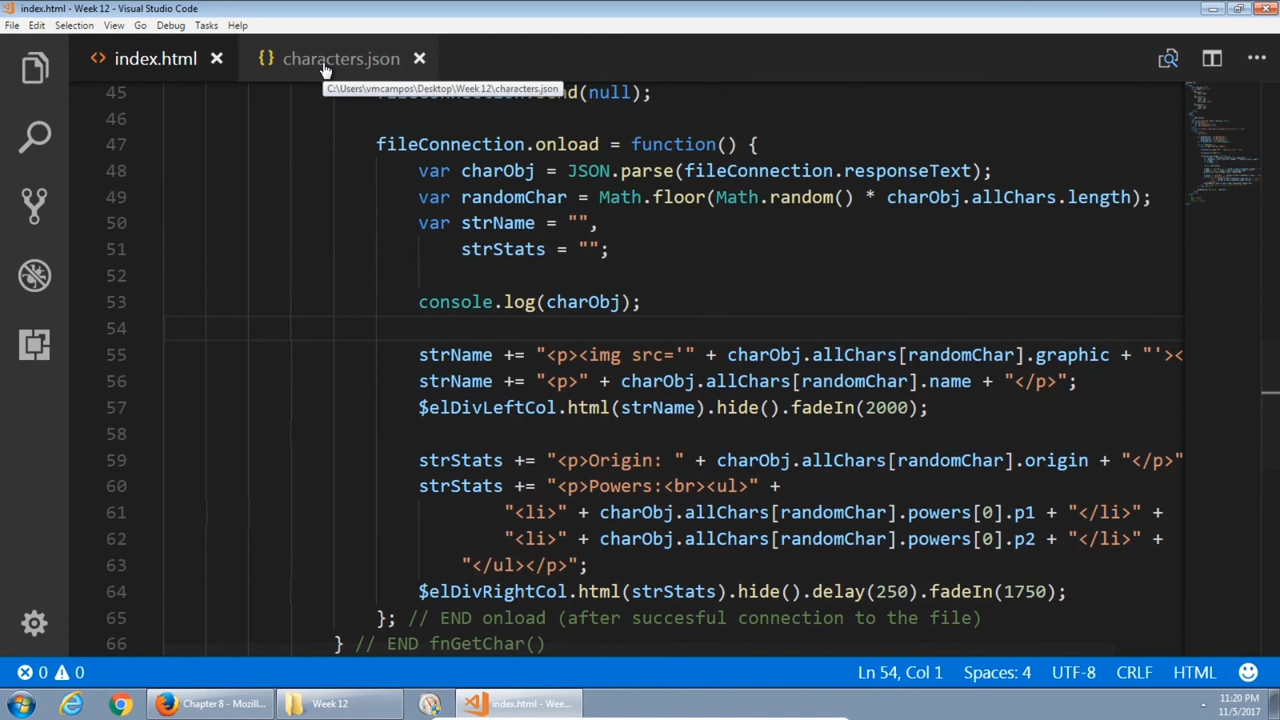 index.html - Week 12 - Visual Studio Code
File Edit Selection View Go Debug Tasks Help
index.html characters.json
C:\Users\vmcampos\Desktop\Week 12\characters.json
45 (null);
46
47 fileConnection.onload = function() {
48 var charObj = JSON.parse(fileConnection.responseText);
49 var randomChar = Math.floor(Math.random() * charObj.allChars.length);
50 var strName = "",
51 strStats = "";
52
53 console.log(charObj);
54
55 strName += "<p><img src='" + charObj.allChars[randomChar].graphic + "'><
56 strName += "<p>" + charObj.allChars[randomChar].name + "</p>";
57 $elDivLeftCol.html(strName).hide().fadeIn(2000);
58
59 strStats += "<p>Origin: " + charObj.allChars[randomChar].origin + "</p>"
60 strStats += "<p>Powers:<br><ul>" +
61 "<li>" + charObj.allChars[randomChar].powers[0].p1 + "</li>" +
62 "<li>" + charObj.allChars[randomChar].powers[0].p2 + "</li>" +
63 "</ul></p>";
64 $elDivRightCol.html(strStats).hide().delay(250).fadeIn(1750);
65 }; // END onload (after succesful connection to the file)
66 } // END fnGetChar()
0 0 Ln 54, Col 1 Spaces: 4 UTF-8 CRLF HTML
Chapter 8 - Mozill... Week 12 index.html - Wee... 11:20 PM
11/5/2017